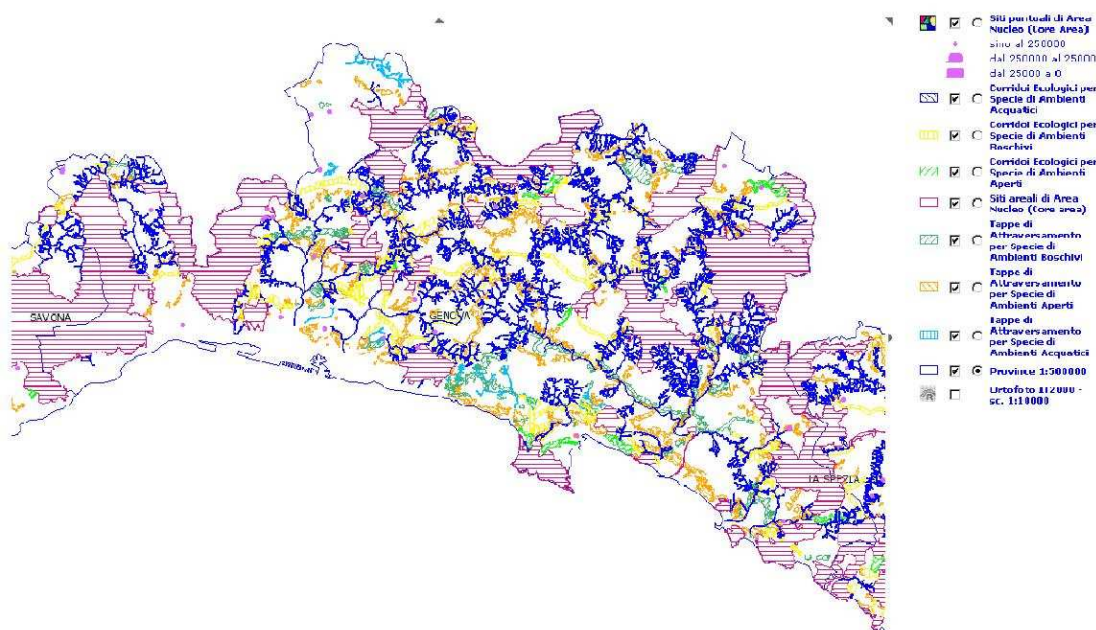 Siti puntuali di Area
Nucleo (Core Area)
sino al 250000
dal 250000 al 25000
dal 25000 a 0
Corridoi Ecologici per
Specie di Ambienti
Acquatici
Corridoi Ecologici per
Specie di Ambienti
Boschivi
Corridoi Ecologici per
Specie di Ambienti
Aperti
Siti areali di Area
Nucleo (Core area)
Tappe di
Attraversamento
per Specie di
Ambienti Boschivi
Tappe di
Attraversamento
per Specie di
Ambienti Aperti
Tappe di
Attraversamento
per Specie di
Ambienti Acquatici
Province 1:500000
Ortofoto IT2000 -
sc. 1:10000
SAVONA
GENOVA
LA SPEZIA